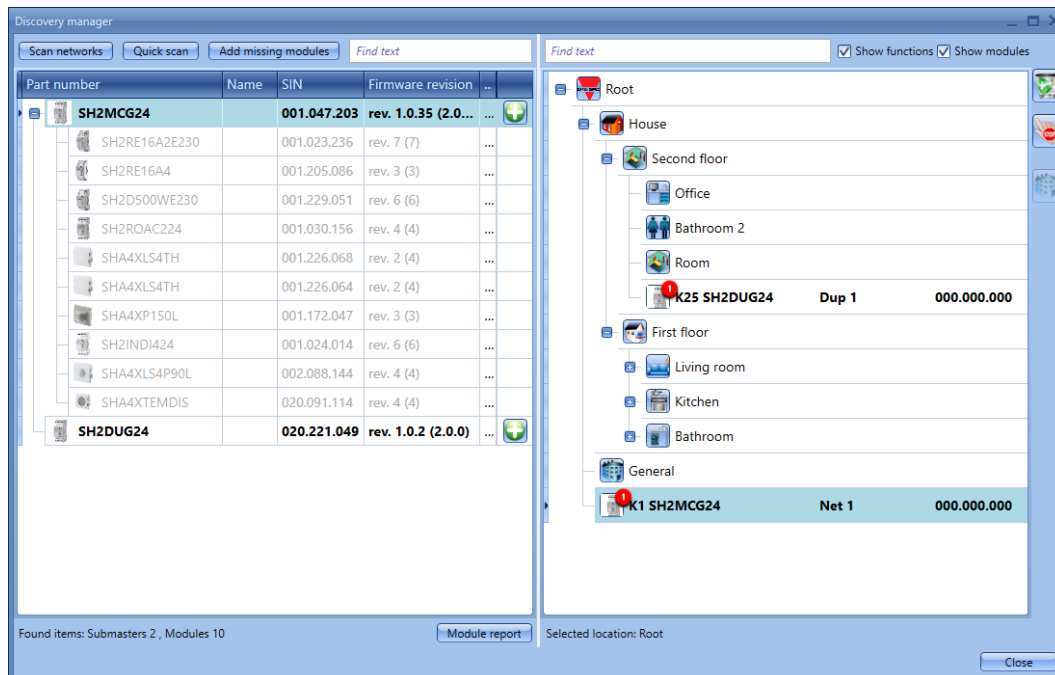 Discovery manager
Scan networks Quick scan Add missing modules Find text
Part number Name SIN Firmware revision ..
SH2MCG24 001.047.203 rev. 1.0.35 (2.0... ...
SH2RE16A2E230 001.023.236 rev. 7 (7) ...
SH2RE16A4 001.205.086 rev. 3 (3) ...
SH2D500WE230 001.229.051 rev. 6 (6) ...
SH2ROAC224 001.030.156 rev. 4 (4) ...
SHA4XLS4TH 001.226.068 rev. 2 (4) ...
SHA4XLS4TH 001.226.064 rev. 2 (4) ...
SHA4XP150L 001.172.047 rev. 3 (3) ...
SH2INDI424 001.024.014 rev. 6 (6) ...
SHA4XLS4P90L 002.088.144 rev. 4 (4) ...
SHA4XTEMDIS 020.091.114 rev. 4 (4) ...
SH2DUG24 020.221.049 rev. 1.0.2 (2.0.0) ...
Found items: Submasters 2 , Modules 10 Module report
Find text Show functions Show modules
Root
House
Second floor
Office
Bathroom 2
Room
1 K25 SH2DUG24 Dup 1 000.000.000
First floor
Living room
Kitchen
Bathroom
General
1 K1 SH2MCG24 Net 1 000.000.000
STOP
Selected location: Root
Close